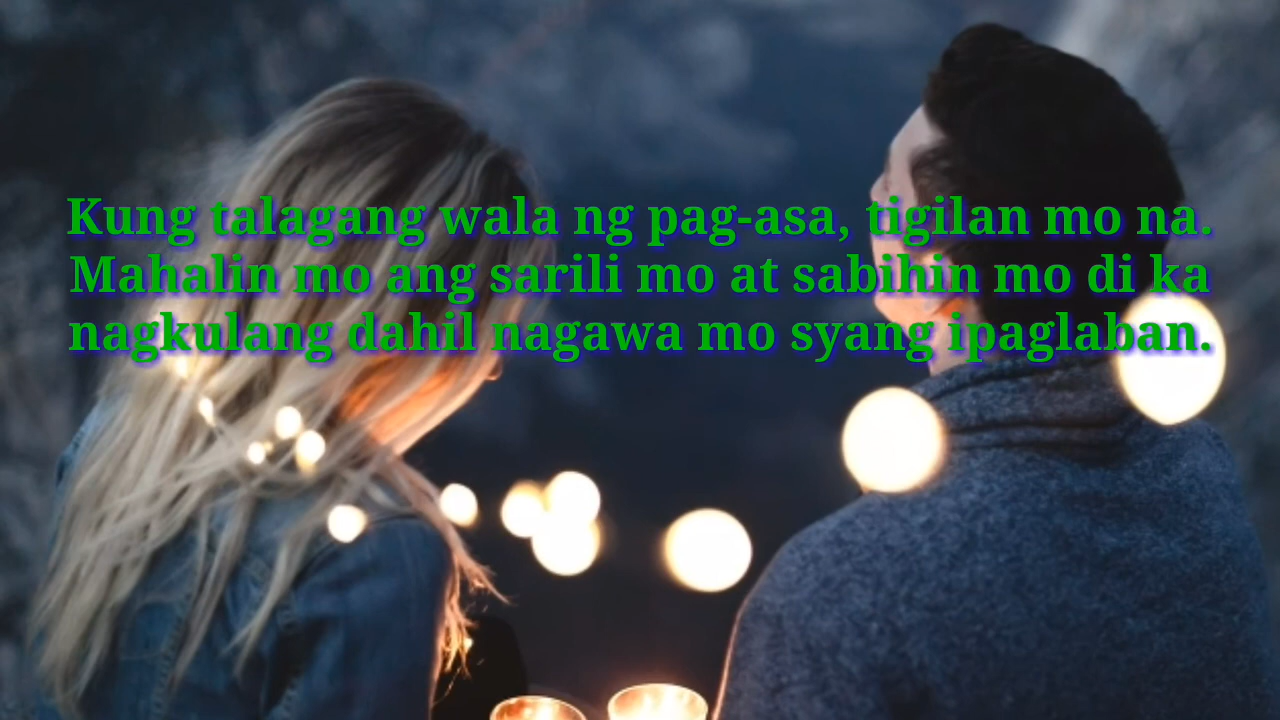 Kung talagang wala ng pag-asa, tigilan mo na.
Mahalin mo ang sarili mo at sabihin mo di ka
nagkulang dahil nagawa mo syang ipaglaban.